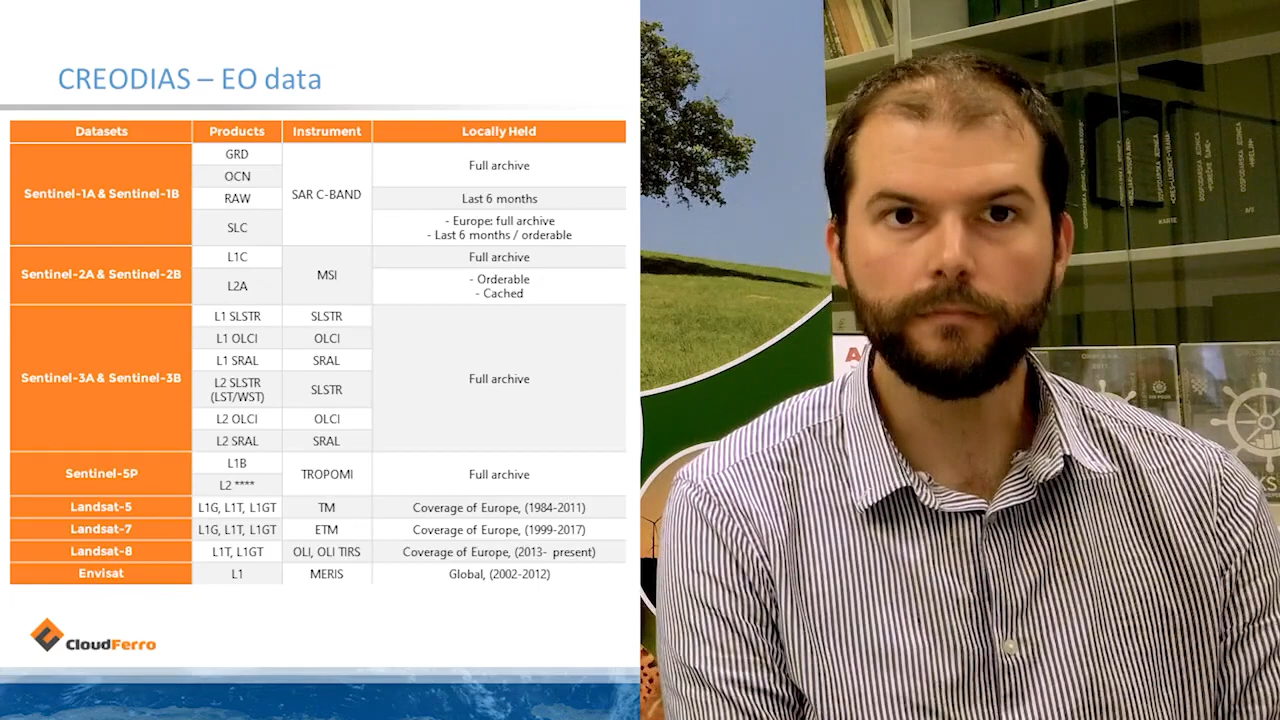 CREODIAS – EO data
Datasets Products Instrument Locally Held
Sentinel-1A & Sentinel-1B
GRD
OCN
RAW
SLC
SAR C-BAND
Full archive
Last 6 months
- Europe: full archive
- Last 6 months / orderable
Sentinel-2A & Sentinel-2B
L1C
L2A
MSI
Full archive
- Orderable
- Cached
Sentinel-3A & Sentinel-3B
L1 SLSTR SLSTR
L1 OLCI OLCI
L1 SRAL SRAL
L2 SLSTR
(LST/WST)
SLSTR
L2 OLCI OLCI
L2 SRAL SRAL
Full archive
Sentinel-5P
L1B
L2 ****
TROPOMI
Full archive
Landsat-5 L1G, L1T, L1GT TM Coverage of Europe, (1984-2011)
Landsat-7 L1G, L1T, L1GT ETM Coverage of Europe, (1999-2017)
Landsat-8 L1T, L1GT OLI, OLI TIRS Coverage of Europe, (2013- present)
Envisat L1 MERIS Global, (2002-2012)
CloudFerro
GOSPODARSKA JEDINICA
GOSPODARSKA JEDINICA
KARTE